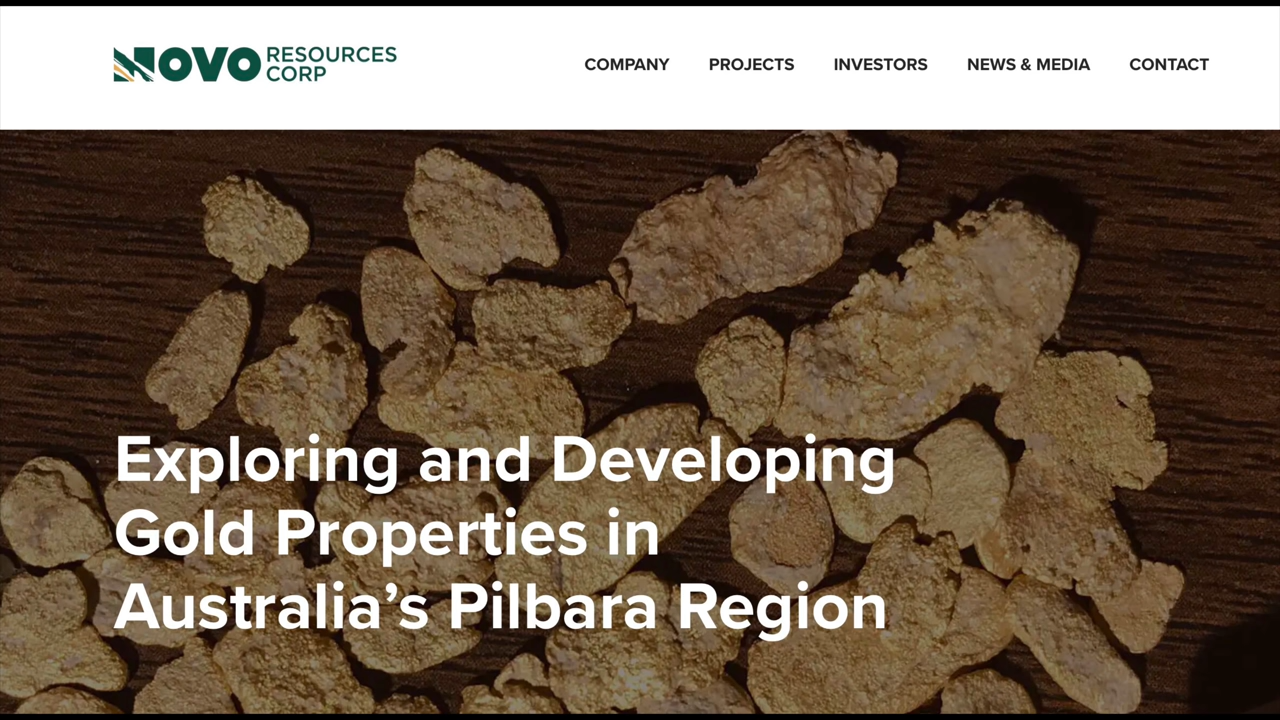 NOVO RESOURCES
CORP
COMPANY PROJECTS INVESTORS NEWS & MEDIA CONTACT
Exploring and Developing
Gold Properties in
Australia’s Pilbara Region